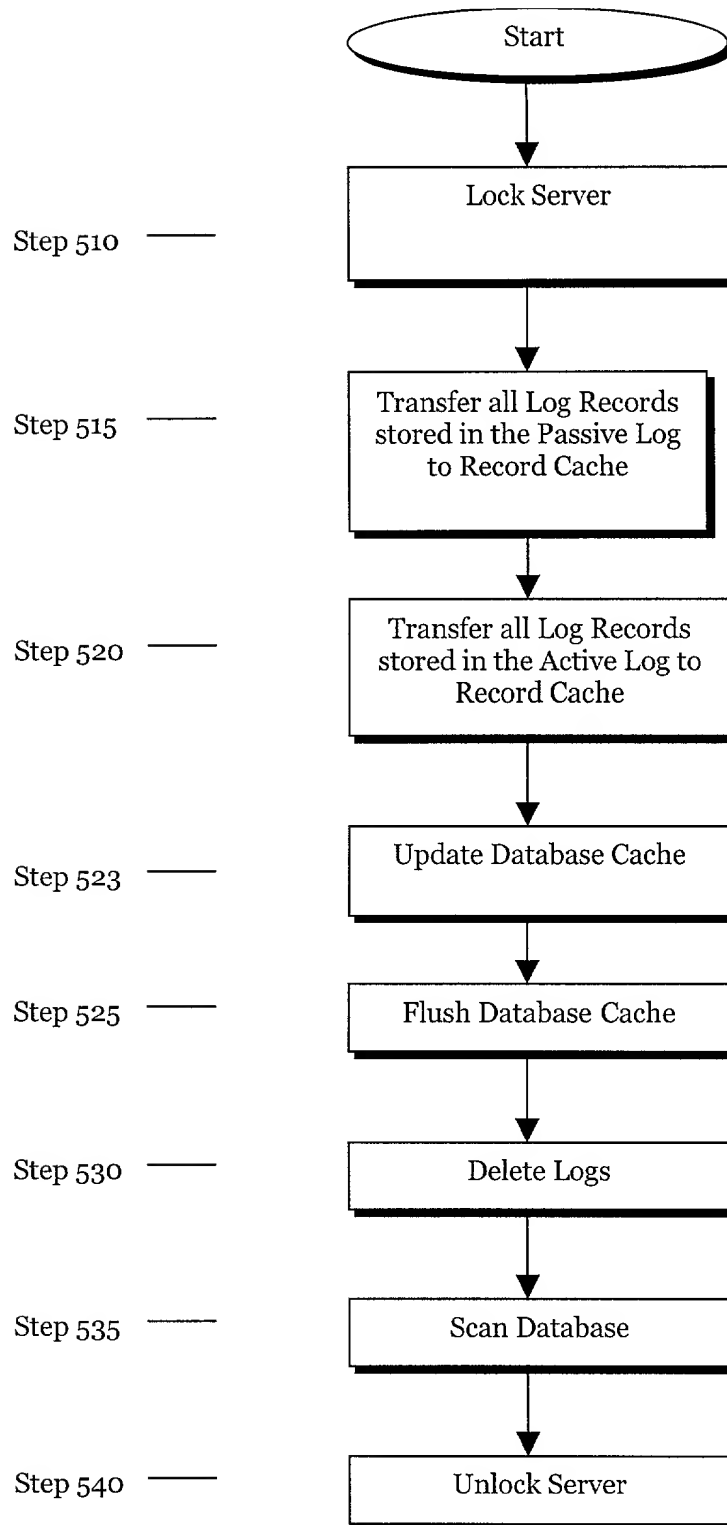 Start
Lock Server
Step 510
Transfer all Log Records
stored in the Passive Log
to Record Cache
Step 515
Transfer all Log Records
stored in the Active Log to
Record Cache
Step 520
Update Database Cache
Step 523
Flush Database Cache
Step 525
Delete Logs
Step 530
Scan Database
Step 535
Unlock Server
Step 540